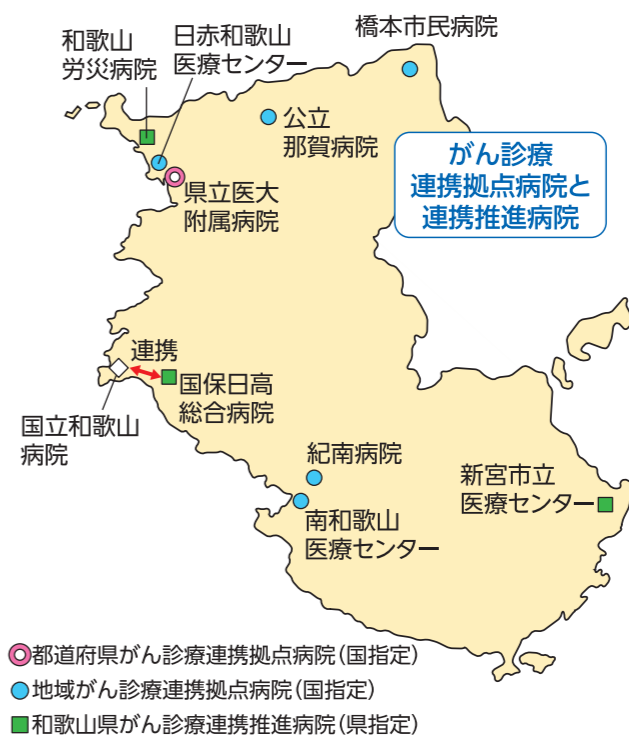 和歌山
労災病院
日赤和歌山
医療センター
橋本市民病院
公立
那賀病院
がん診療
連携拠点病院と
連携推進病院
県立医大
附属病院
連携
国保日高
総合病院
国立和歌山
病院
紀南病院
南和歌山
医療センター
新宮市立
医療センター
都道府県がん診療連携拠点病院(国指定)
地域がん診療連携拠点病院(国指定)
和歌山県がん診療連携推進病院(県指定)